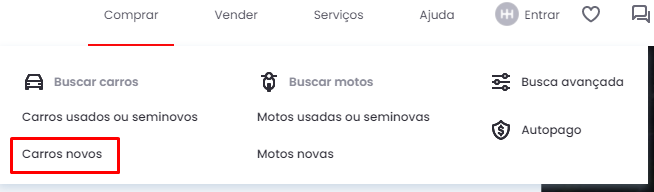 Comprar Vender Serviços Ajuda Entrar
Buscar carros Buscar motos Busca avançada
Carros usados ou seminovos Motos usadas ou seminovas
Autopago
Carros novos Motos novas